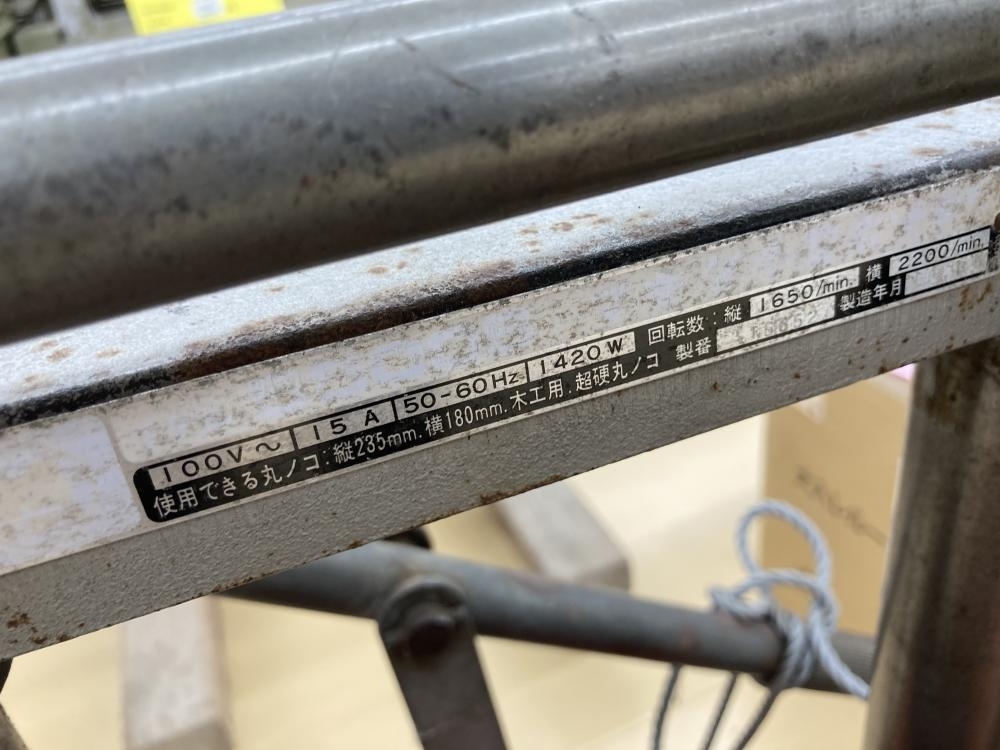 100V～ 15A 50-60Hz 1420W 回転数：縦 1650/min. 横 2200/min.
使用できる丸ノコ：縦235mm.横180mm.木工用.超硬丸ノコ 製番 製造年月